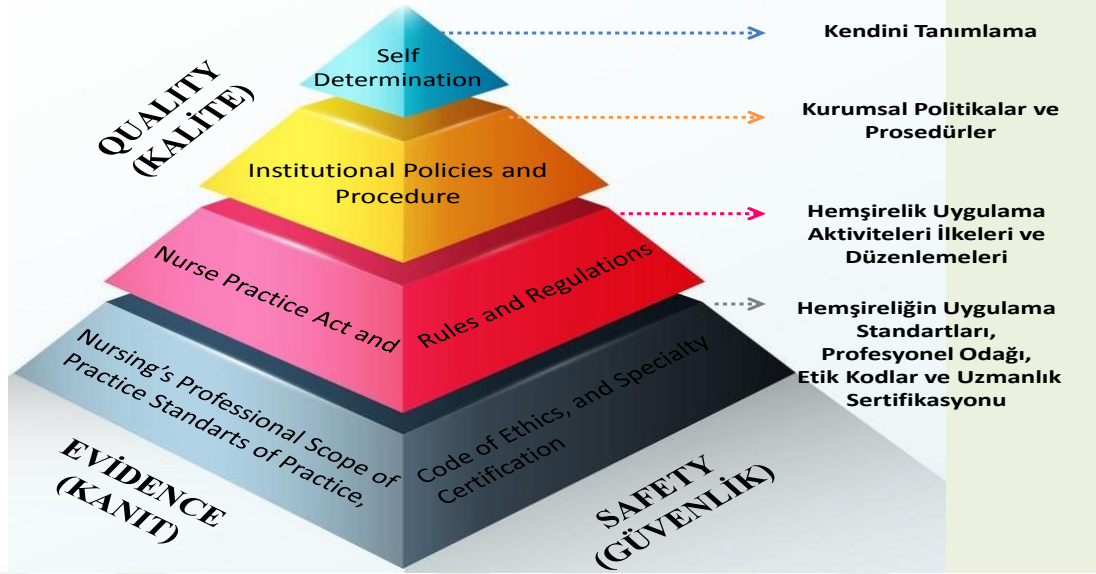 QUALITY
(KALİTE)
Self
Determination
Kendini Tanımlama
Institutional Policies and
Procedure
Kurumsal Politikalar ve
Prosedürler
Nurse Practice Act and
Rules and Regulations
Hemşirelik Uygulama
Aktiviteleri İlkeleri ve
Düzenlemeleri
Nursing's Professional Scope of
Practice Standarts of Practice,
Code of Ethics, and Specialty
Certification
Hemşireliğin Uygulama
Standartları,
Profesyonel Odağı,
Etik Kodlar ve Uzmanlık
Sertifikasyonu
EVİDENCE
(KANIT)
SAFETY
(GÜVENLİK)